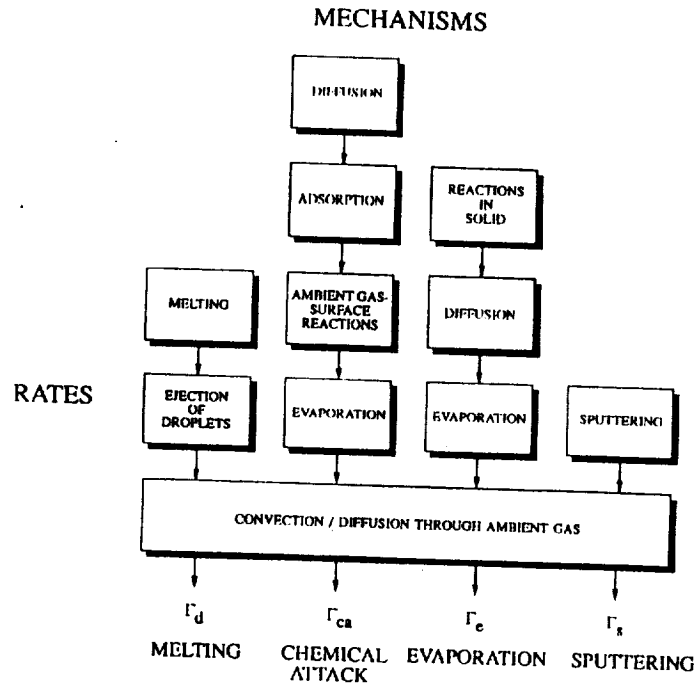 MECHANISMS
DIFFUSION
ADSORPTION
REACTIONS
IN
SOLID
MELTING
AMBIENT GAS-
SURFACE
REACTIONS
DIFFUSION
RATES
EJECTION
OF
DROPLETS
EVAPORATION
EVAPORATION
SPUTTERING
CONVECTION / DIFFUSION THROUGH AMBIENT GAS
Γd
Γca
Γe
Γs
MELTING
CHEMICAL
ATTACK
EVAPORATION
SPUTTERING